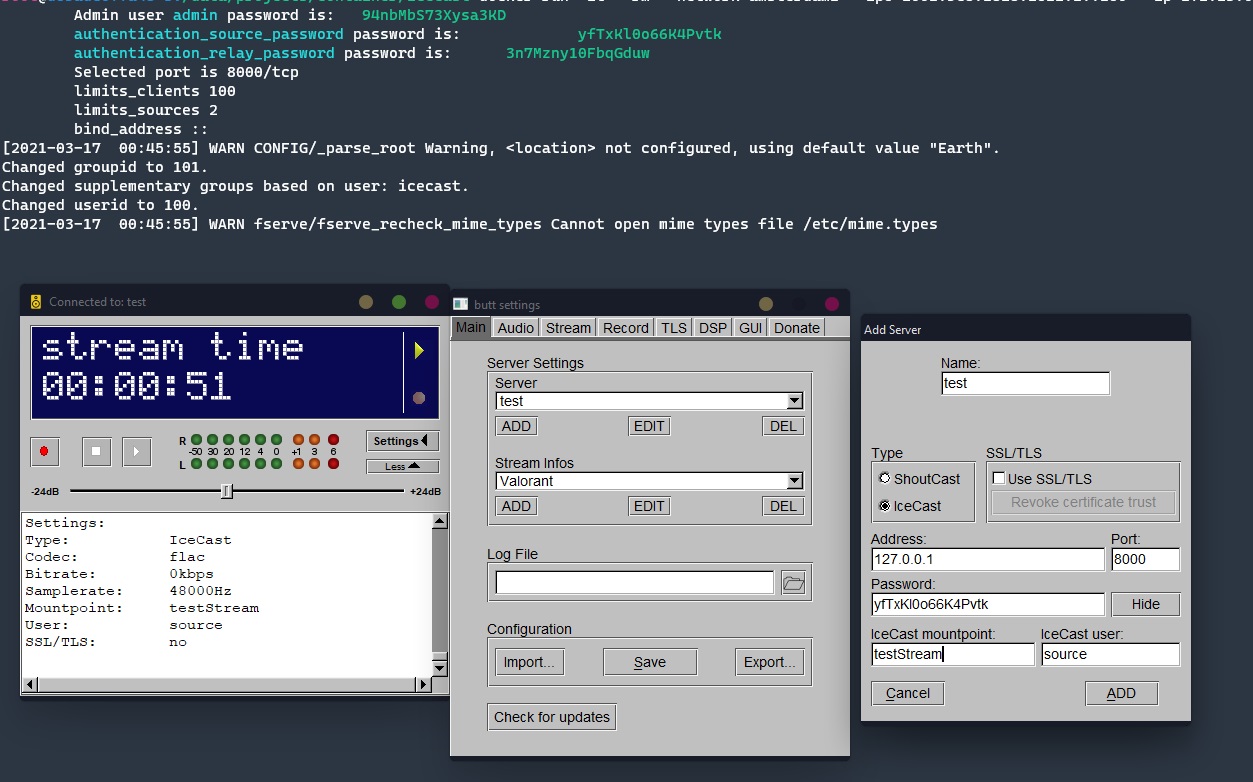 Admin user admin password is: 94nbMbS73Xysa3KD
authentication_source_password password is: yfTxKl0o66K4Pvtk
authentication_relay_password password is: 3n7Mzny10FbqGduw
Selected port is 8000/tcp
limits_clients 100
limits_sources 2
bind_address ::
[2021-03-17  00:45:55] WARN CONFIG/_parse_root Warning, <location> not configured, using default value "Earth".
Changed groupid to 101.
Changed supplementary groups based on user: icecast.
Changed userid to 100.
[2021-03-17  00:45:55] WARN fserve/fserve_recheck_mime_types Cannot open mime types file /etc/mime.types
Connected to: test
stream time
00:00:51
R
-50 30 20 12 4 0 +1 3 6
L
Settings
Less
-24dB
+24dB
Settings:
Type: IceCast
Codec: flac
Bitrate: 0kbps
Samplerate: 48000Hz
Mountpoint: testStream
User: source
SSL/TLS: no
butt settings
Main Audio Stream Record TLS DSP GUI Donate
Server Settings
Server
test
ADD EDIT DEL
Stream Infos
Valorant
ADD EDIT DEL
Log File
Configuration
Import... Save Export...
Check for updates
Add Server
Name:
test
Type
ShoutCast
IceCast
SSL/TLS
Use SSL/TLS
Revoke certificate trust
Address: Port:
127.0.0.1 8000
Password:
yfTxKl0o66K4Pvtk Hide
IceCast mountpoint: IceCast user:
testStream source
Cancel ADD